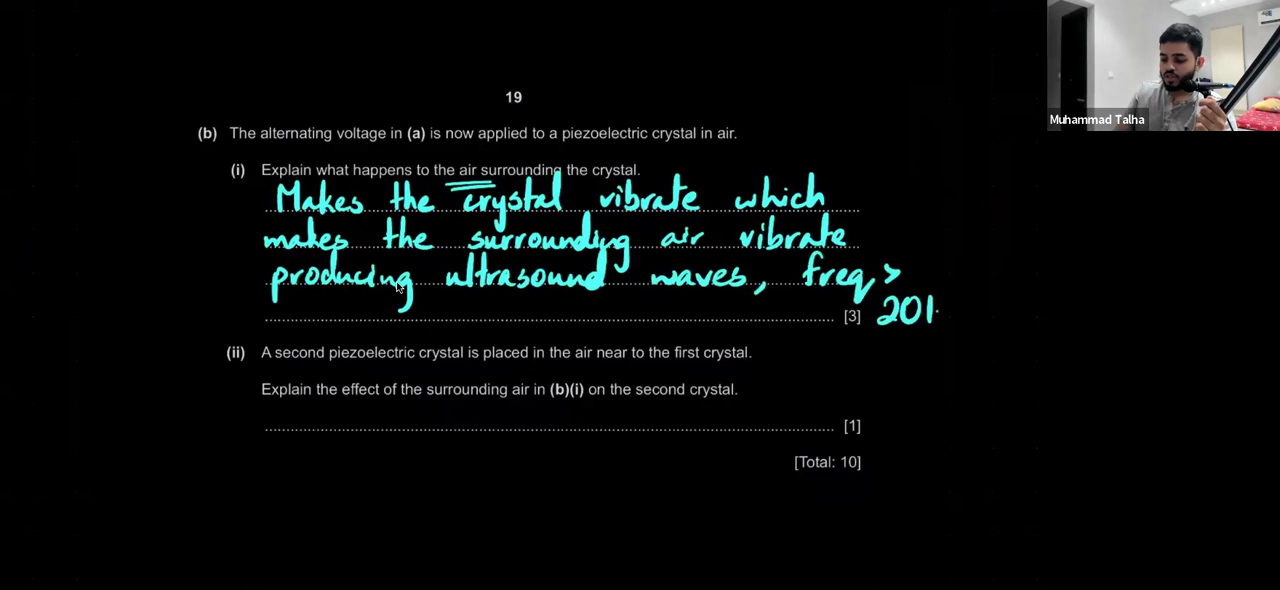 19
Muhammad Talha
(b) The alternating voltage in (a) is now applied to a piezoelectric crystal in air.
(i) Explain what happens to the air surrounding the crystal.
Makes the crystal vibrate which
makes the surrounding air vibrate
producing ultrasound waves, freq >
[3]
(ii) A second piezoelectric crystal is placed in the air near to the first crystal.
Explain the effect of the surrounding air in (b)(i) on the second crystal.
[1]
[Total: 10]